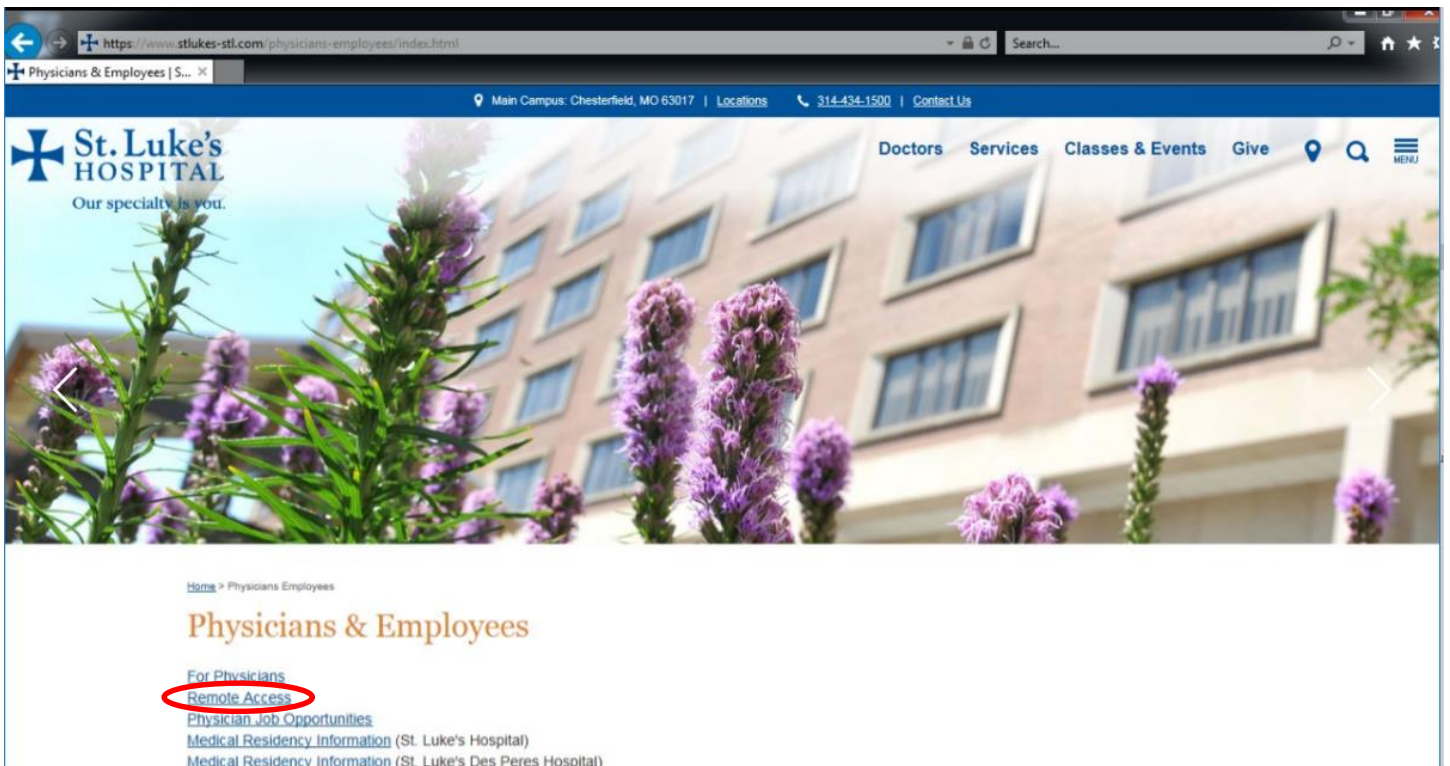 https://www.stlukes-stl.com/physicians-employees/index.html
Search...
Physicians & Employees | S...
Main Campus: Chesterfield, MO 63017 | Locations 314-434-1500 | Contact Us
St. Luke's
HOSPITAL
Our specialty is you.
Doctors Services Classes & Events Give
MENU
Home > Physicians Employees
Physicians & Employees
For Physicians
Remote Access
Physician Job Opportunities
Medical Residency Information (St. Luke's Hospital)
Medical Residency Information (St. Luke's Des Peres Hospital)